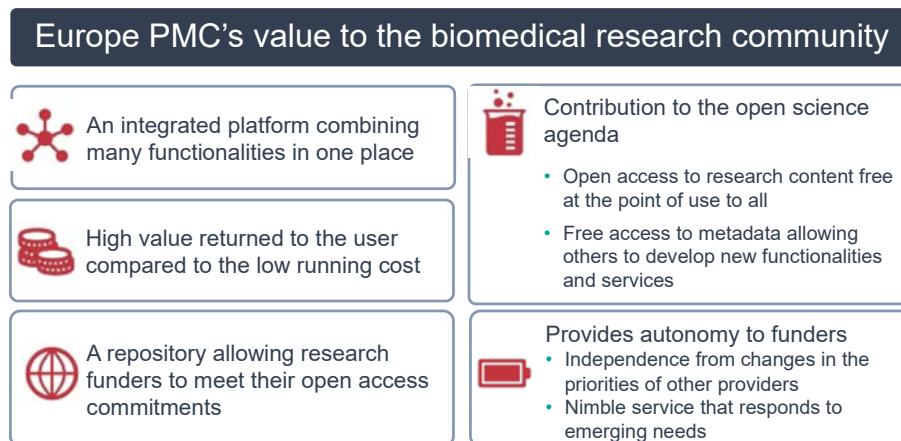 Europe PMC's value to the biomedical research community
An integrated platform combining
many functionalities in one place
High value returned to the user
compared to the low running cost
A repository allowing research
funders to meet their open access
commitments
Contribution to the open science
agenda
• Open access to research content free
at the point of use to all
• Free access to metadata allowing
others to develop new functionalities
and services
Provides autonomy to funders
• Independence from changes in the
priorities of other providers
• Nimble service that responds to
emerging needs